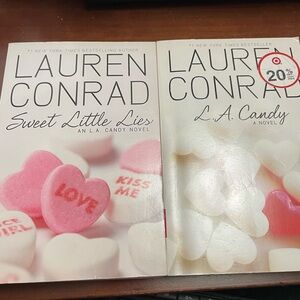 #1 NEW YORK TIMES BESTSELLING AUTHOR
LAUREN
CONRAD
Sweet Little Lies
AN L.A. CANDY NOVEL
LOVE
KISS
ME
GIRL
#1 NEW YORK TIMES BESTSELLER
LAUREN
CONRAD
L.A. Candy
A NOVEL
20%